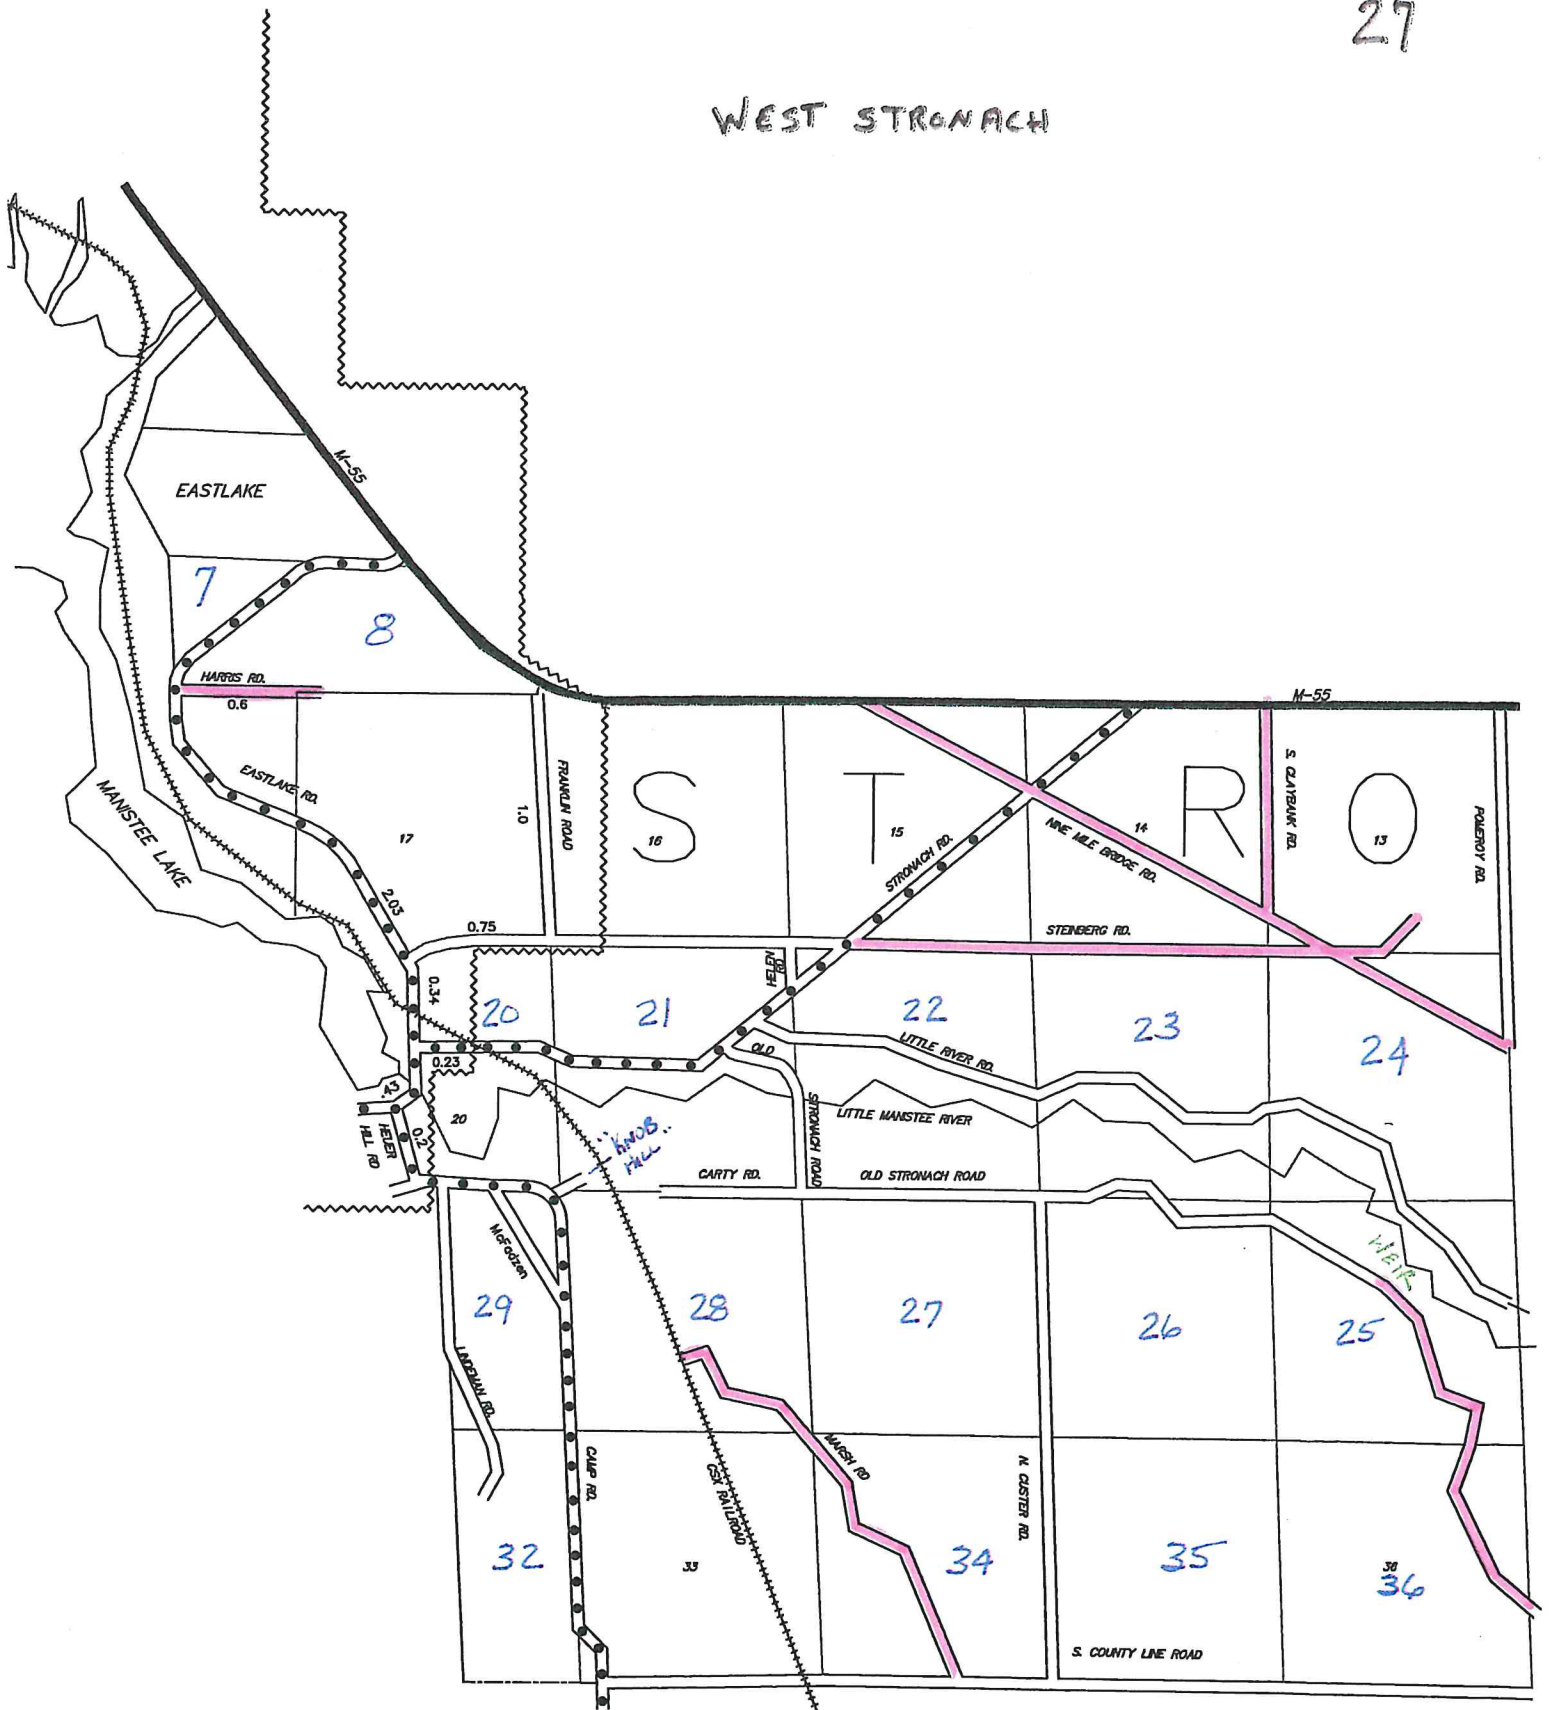 27
WEST STRONACH
M-55
EASTLAKE
7
8
HARRIS RD.
0.6
M-55
EASTLAKE RD.
MANISTEE LAKE
17
1.0
FRANKLIN ROAD
S T R O
16
15
14
13
STRONACH RD.
NINE MILE BRIDGE RD.
S. CLAYBANK RD.
POMEROY RD.
2.03
0.75
STEINBERG RD.
HELEN RD
0.34
20
21
22
23
24
0.23
OLD
STRONACH ROAD
LITTLE RIVER RD.
.43
HEUER HILL RD
0.2
20
LITTLE MANISTEE RIVER
"KNOB HILL"
CARTY RD.
OLD STRONACH ROAD
McFadzen
WEIR
29
28
27
26
25
LINDEMAN RD.
MARSH RD
CAMP RD.
CSX RAILROAD
N. CUSTER RD.
32
33
34
35
36
36
S. COUNTY LINE ROAD